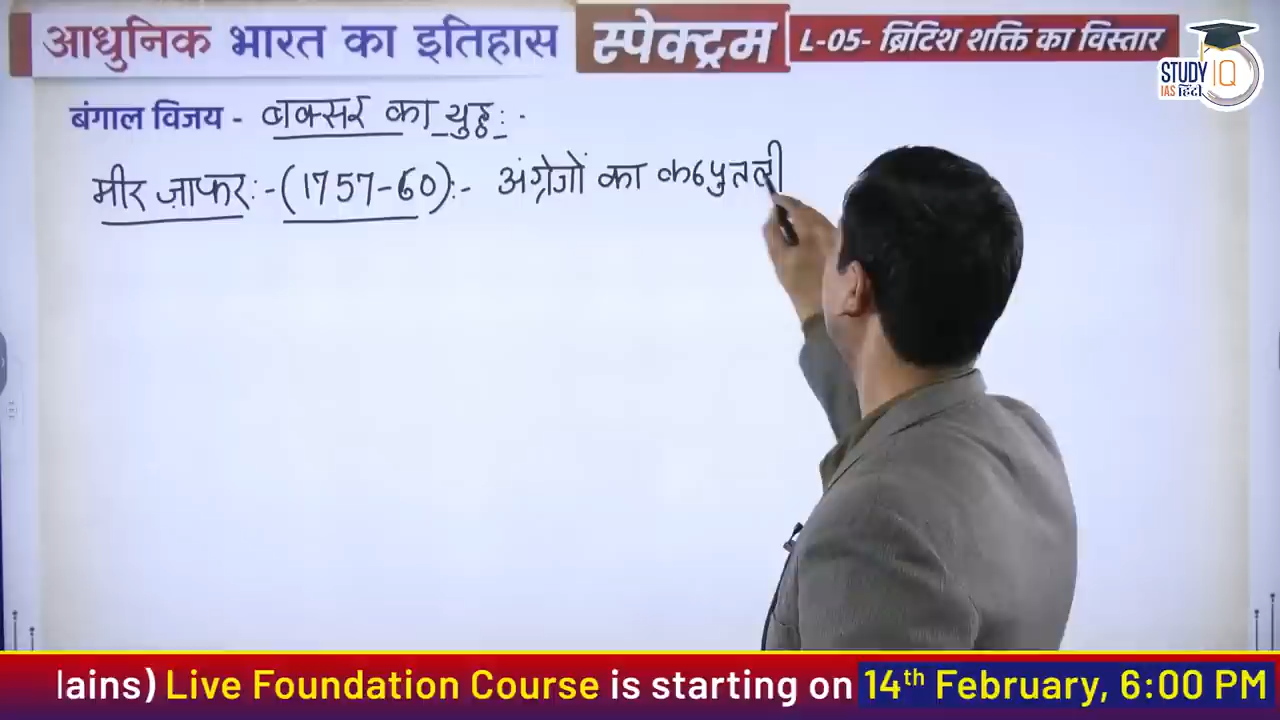 आधुनिक भारत का इतिहास स्पेक्ट्रम L-05- ब्रिटिश शक्ति का विस्तार
STUDY IQ
IAS हिंदी
बंगाल विजय - बक्सर का युद्ध:-
मीर ज़ाफर:-(1757-60):- अंग्रेजों का कठपुतली
lains) Live Foundation Course is starting on 14th February, 6:00 PM